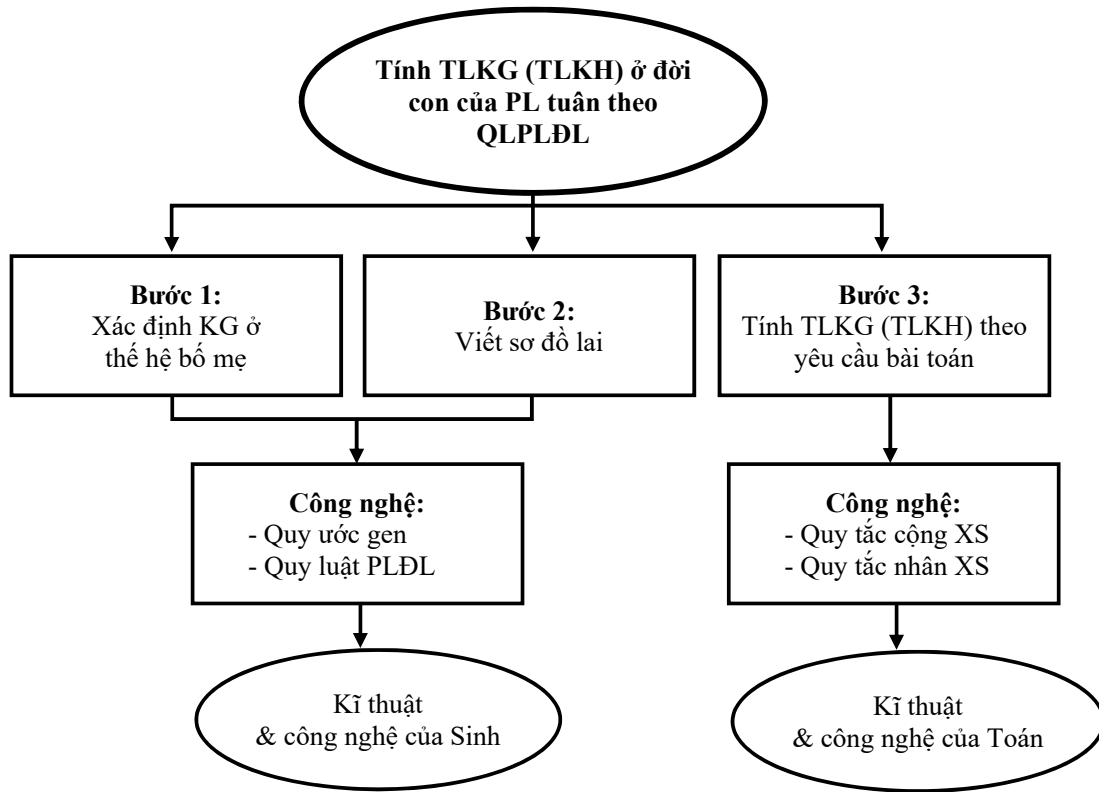 Tính TLKG (TLKH) ở đời
con của PL tuân theo
QLPLĐL
Bước 1:
Xác định KG ở
thế hệ bố mẹ
Bước 2:
Viết sơ đồ lai
Bước 3:
Tính TLKG (TLKH) theo
yêu cầu bài toán
Công nghệ:
- Quy ước gen
- Quy luật PLĐL
Công nghệ:
- Quy tắc cộng XS
- Quy tắc nhân XS
Kĩ thuật
& công nghệ của Sinh
Kĩ thuật
& công nghệ của Toán